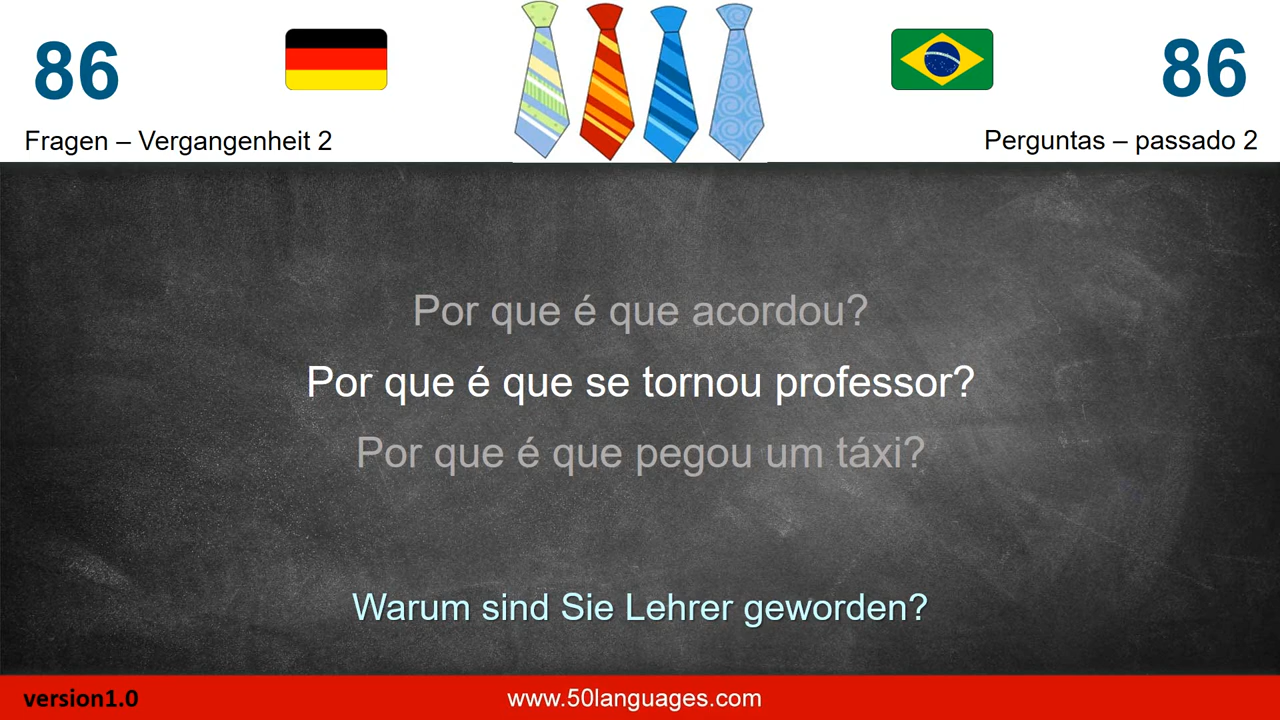 86
86
Fragen – Vergangenheit 2
Perguntas – passado 2
Por que é que acordou?
Por que é que se tornou professor?
Por que é que pegou um táxi?
Warum sind Sie Lehrer geworden?
version1.0
www.50languages.com